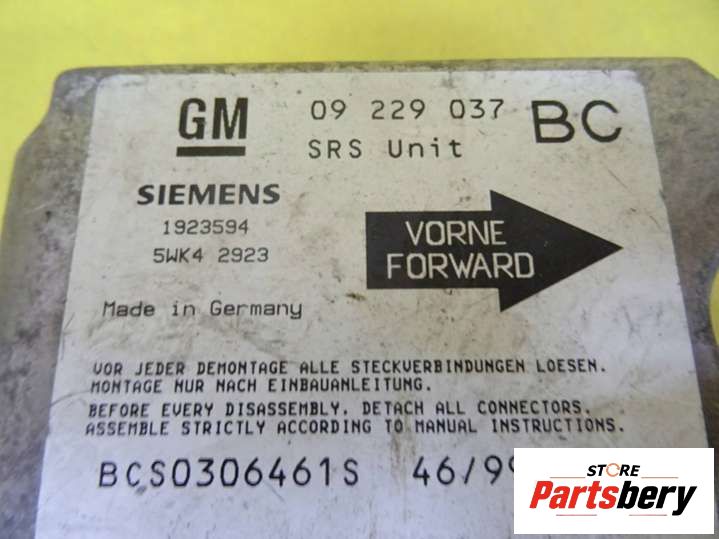 GM 09 229 037 BC
SRS Unit
SIEMENS
1923594
5WK4 2923
VORNE
FORWARD
Made in Germany
VOR JEDER DEMONTAGE ALLE STECKVERBINDUNGEN LOESEN.
MONTAGE NUR NACH EINBAUANLEITUNG.
BEFORE EVERY DISASSEMBLY, DETACH ALL CONNECTORS.
ASSEMBLE STRICTLY ACCORDING TO MANUAL INSTRUCTIONS.
BCS0306461S 46/99
STORE
Partsbery